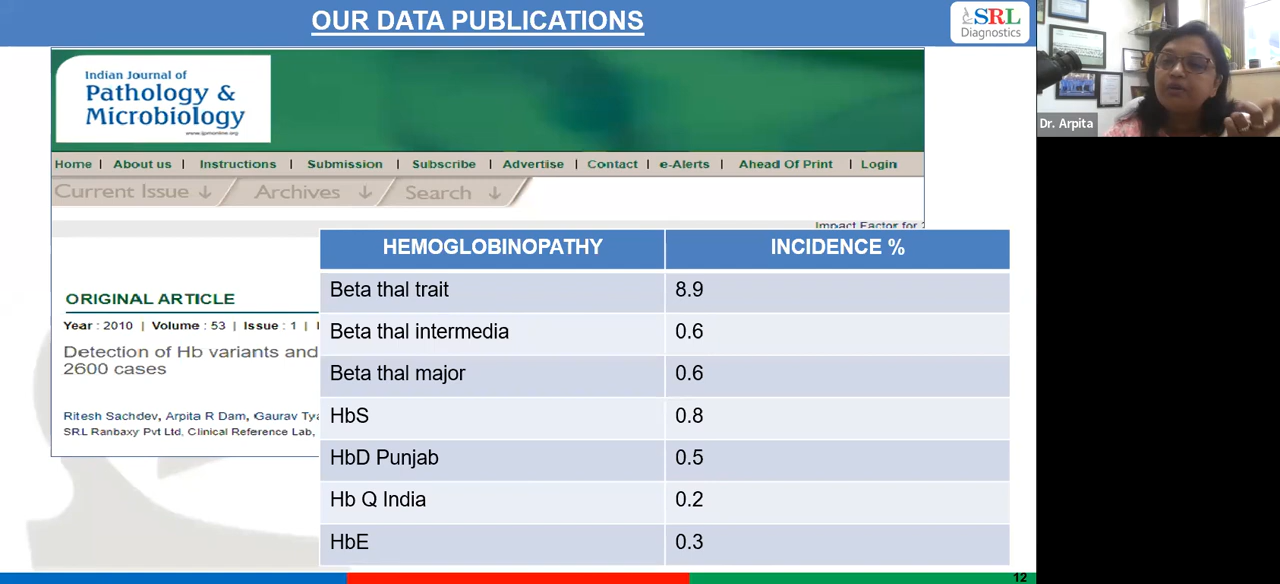 OUR DATA PUBLICATIONS
SRL
Diagnostics
Indian Journal of
Pathology &
Microbiology
www.ijpmonline.org
Home | About us | Instructions | Submission | Subscribe | Advertise | Contact | e-Alerts | Ahead Of Print | Login
Current Issue Archives Search
Impact Factor for
ORIGINAL ARTICLE
Year : 2010 | Volume : 53 | Issue : 1 |
Detection of Hb variants and
2600 cases
Ritesh Sachdev, Arpita R Dam, Gaurav
SRL Ranbaxy Pvt Ltd, Clinical Reference Lab,
HEMOGLOBINOPATHY INCIDENCE %
Beta thal trait 8.9
Beta thal intermedia 0.6
Beta thal major 0.6
HbS 0.8
HbD Punjab 0.5
Hb Q India 0.2
HbE 0.3
12
Dr. Arpita